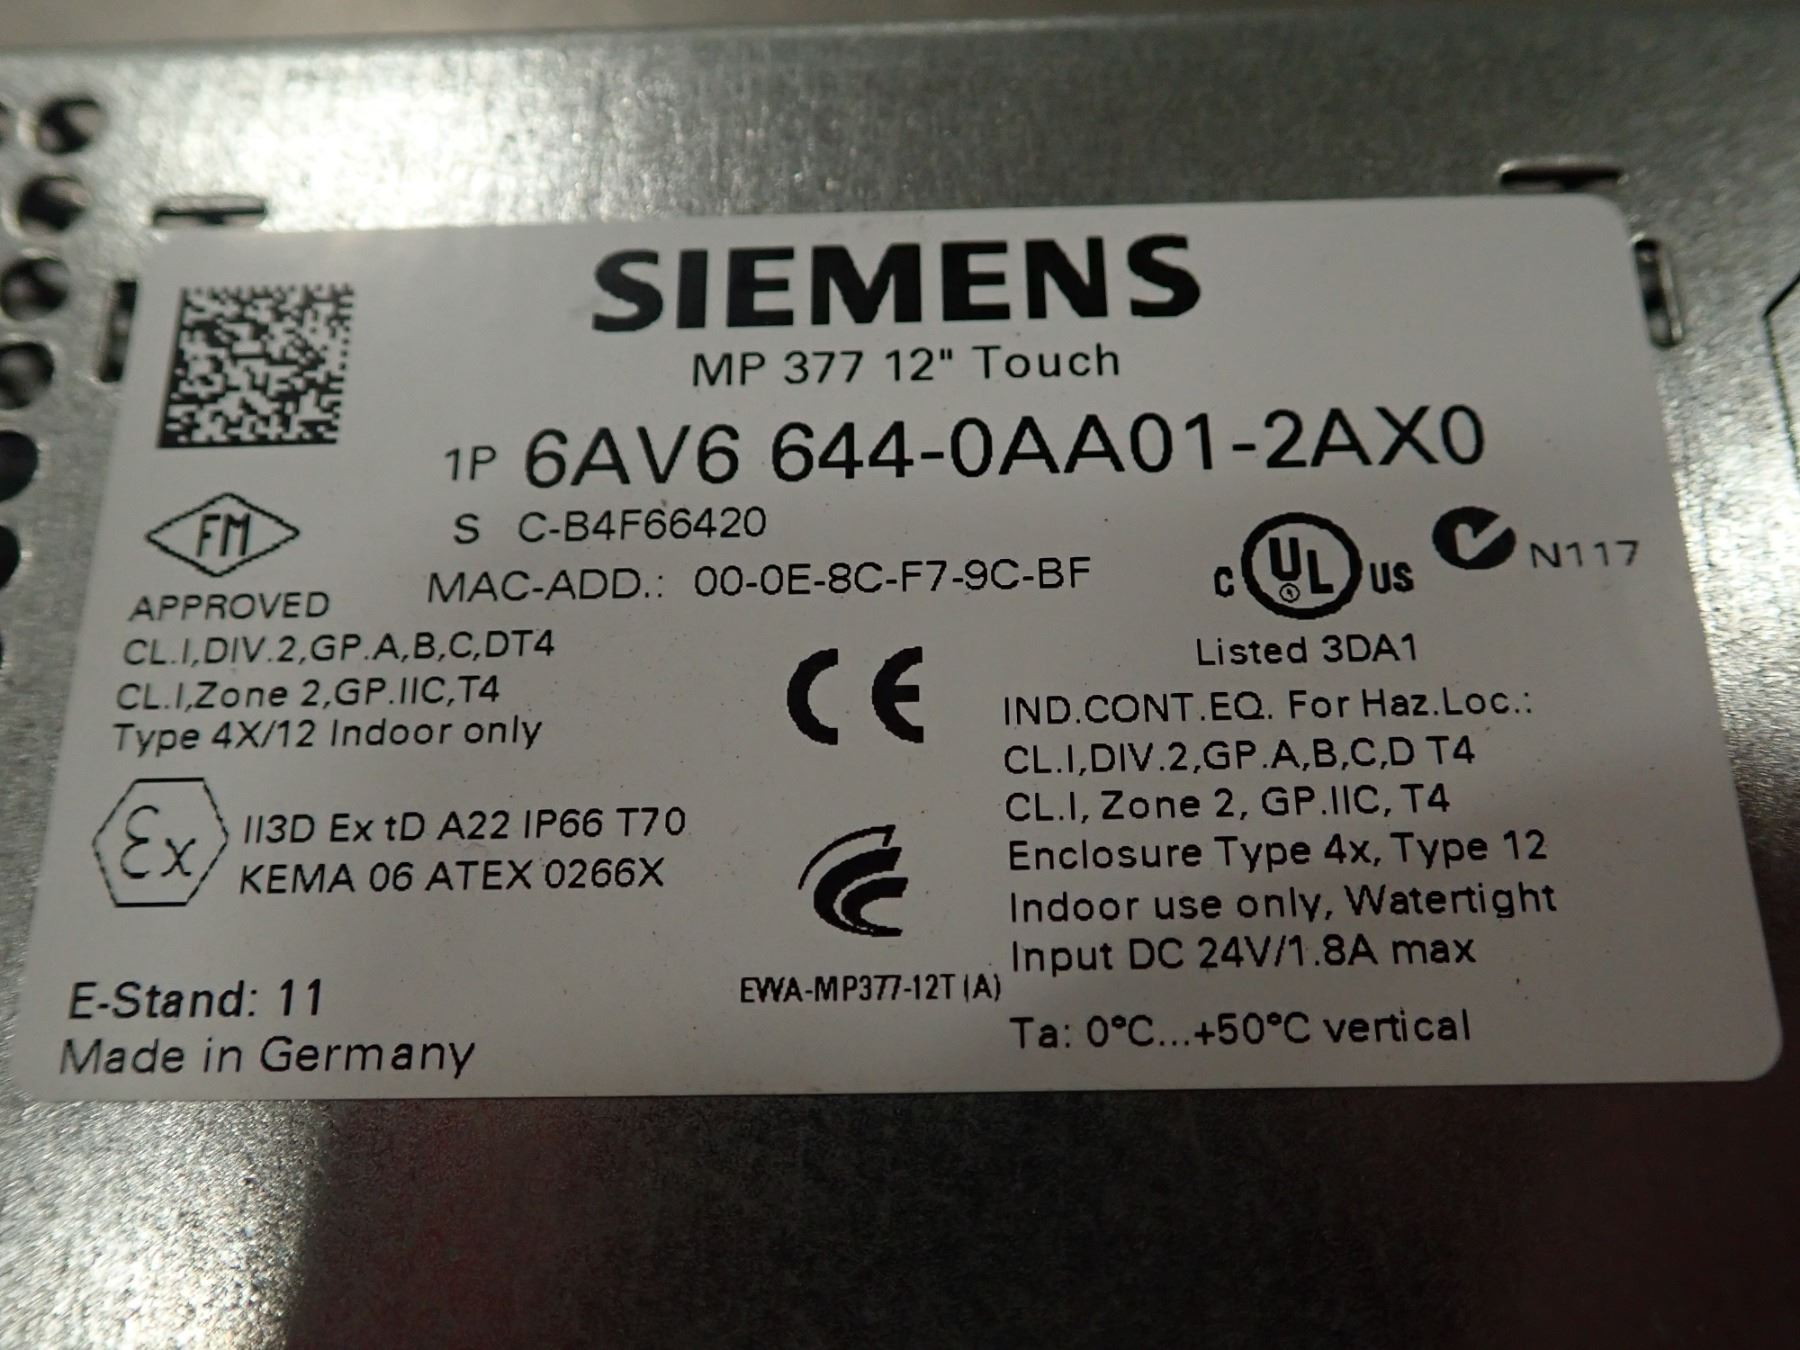 SIEMENS
MP 377 12" Touch
1P 6AV6 644-0AA01-2AX0
S C-B4F66420
MAC-ADD.: 00-0E-8C-F7-9C-BF
FM
APPROVED
CL.I,DIV.2,GP.A,B,C,DT4
CL.I,Zone 2,GP.IIC,T4
Type 4X/12 Indoor only
C UL US
N117
Listed 3DA1
CE
IND.CONT.EQ. For Haz.Loc.:
CL.I,DIV.2,GP.A,B,C,D T4
CL.I, Zone 2, GP.IIC, T4
Enclosure Type 4x, Type 12
Indoor use only, Watertight
Input DC 24V/1.8A max
Ta: 0°C...+50°C vertical
Ex
II3D Ex tD A22 IP66 T70
KEMA 06 ATEX 0266X
EWA-MP377-12T (A)
E-Stand: 11
Made in Germany